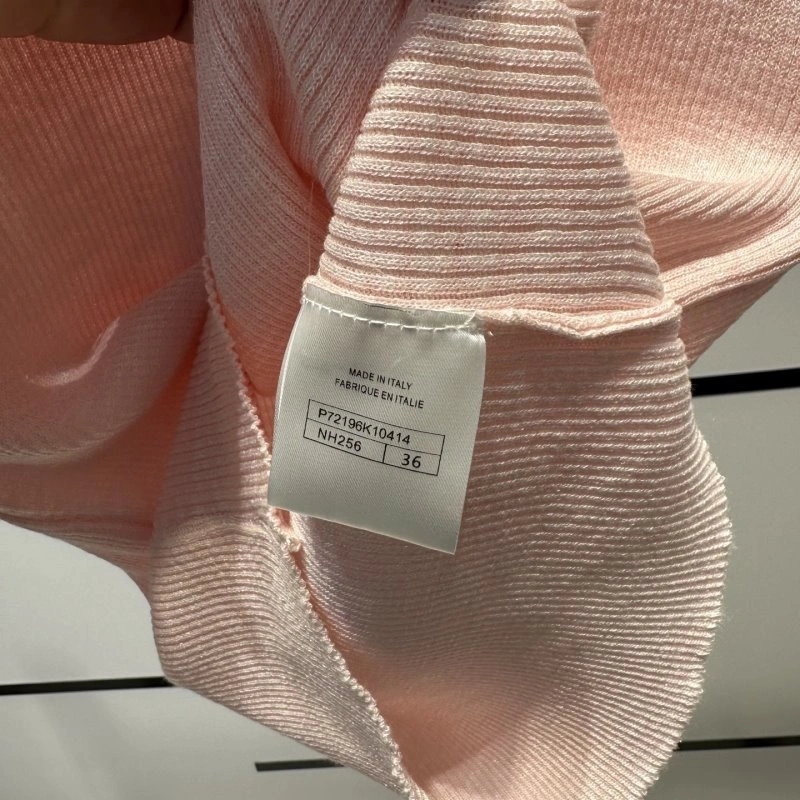 MADE IN ITALY
FABRIQUE EN ITALIE
P72196K10414
NH256 36